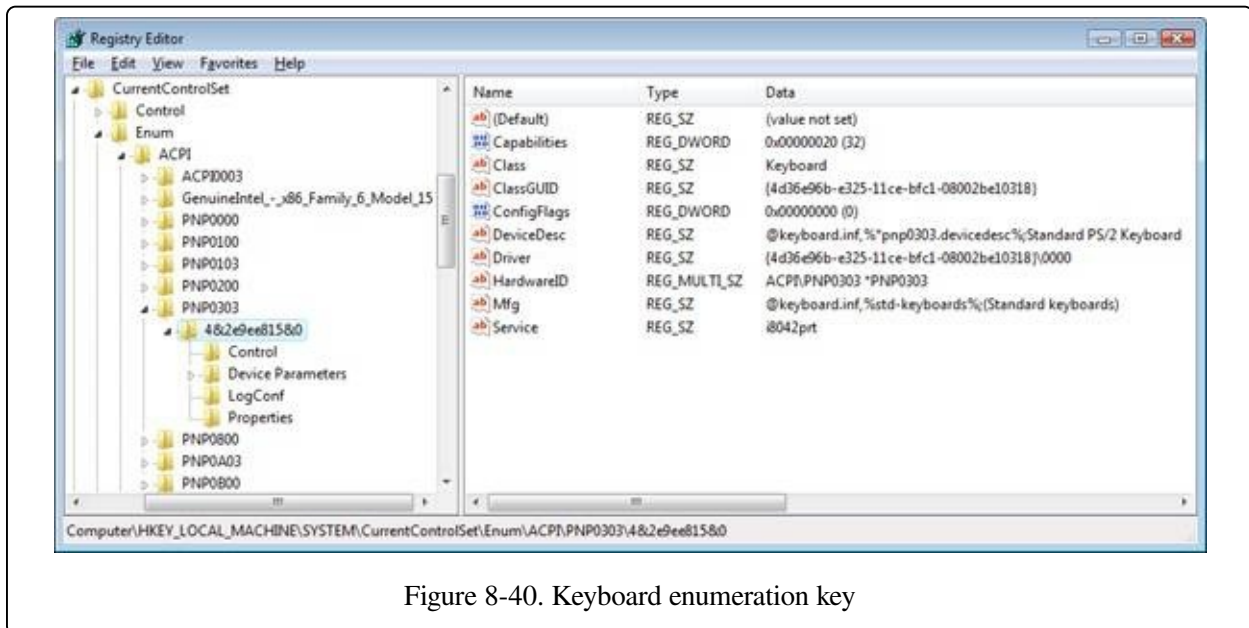 Registry Editor
File Edit View Favorites Help
CurrentControlSet
Control
Enum
ACPI
ACPI0003
GenuineIntel_-_x86_Family_6_Model_15
PNP0000
PNP0100
PNP0103
PNP0200
PNP0303
4&2e9ee815&0
Control
Device Parameters
LogConf
Properties
PNP0800
PNP0A03
PNP0B00
Name Type Data
(Default) REG_SZ (value not set)
Capabilities REG_DWORD 0x00000020 (32)
Class REG_SZ Keyboard
ClassGUID REG_SZ {4d36e96b-e325-11ce-bfc1-08002be10318}
ConfigFlags REG_DWORD 0x00000000 (0)
DeviceDesc REG_SZ @keyboard.inf,%*pnp0303.devicedesc%;Standard PS/2 Keyboard
Driver REG_SZ {4d36e96b-e325-11ce-bfc1-08002be10318}\0000
HardwareID REG_MULTI_SZ ACPI\PNP0303 *PNP0303
Mfg REG_SZ @keyboard.inf,%std-keyboards%;(Standard keyboards)
Service REG_SZ i8042prt
Computer\HKEY_LOCAL_MACHINE\SYSTEM\CurrentControlSet\Enum\ACPI\PNP0303\4&2e9ee815&0
Figure 8-40. Keyboard enumeration key